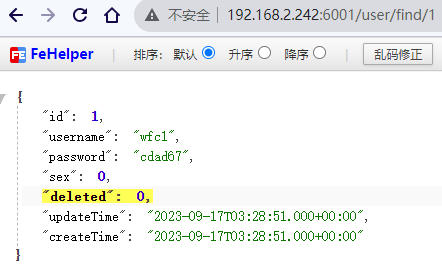 不安全 192.168.2.242:6001/user/find/1
FeHelper 排序: 默认 升序 降序 乱码修正
{
"id": 1,
"username": "wfcl",
"password": "cdad67",
"sex": 0,
"deleted": 0,
"updateTime": "2023-09-17T03:28:51.000+00:00",
"createTime": "2023-09-17T03:28:51.000+00:00"
}